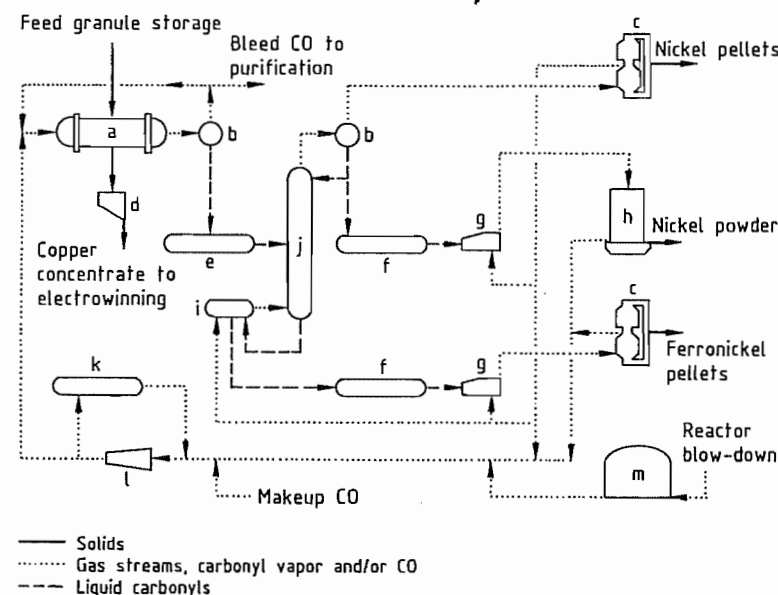 Feed granule storage
Bleed CO to
purification
c
Nickel pellets
a
b
b
d
g
h
Nickel powder
Copper
concentrate to
electrowinning
e
j
f
c
i
Ferronickel
pellets
k
f
g
Reactor
blow-down
l
Makeup CO
m
Solids
Gas streams, carbonyl vapor and/or CO
Liquid carbonyls